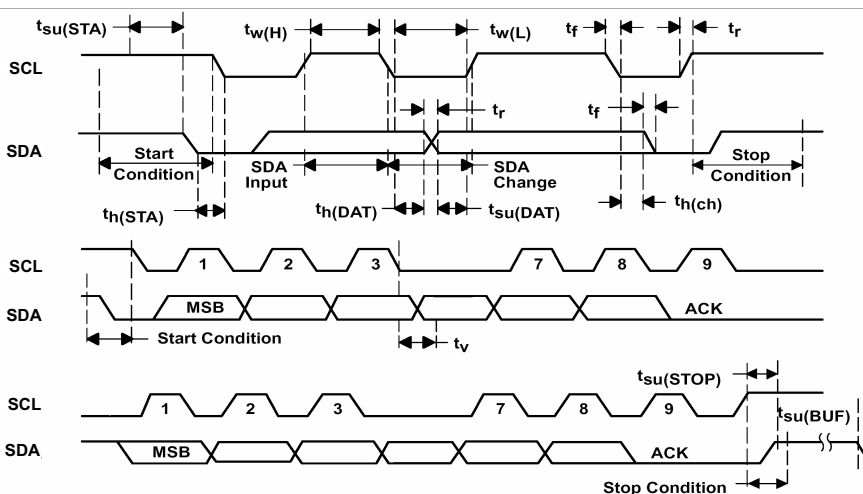 tsu(STA) tw(H) tw(L) tf tr
SCL
tr tf
SDA
Start Condition
SDA Input
SDA Change
Stop Condition
th(STA) th(DAT) tsu(DAT) th(ch)
SCL 1 2 3 7 8 9
SDA MSB ACK
Start Condition tv
tsu(STOP)
SCL 1 2 3 7 8 9
tsu(BUF)
SDA MSB ACK
Stop Condition